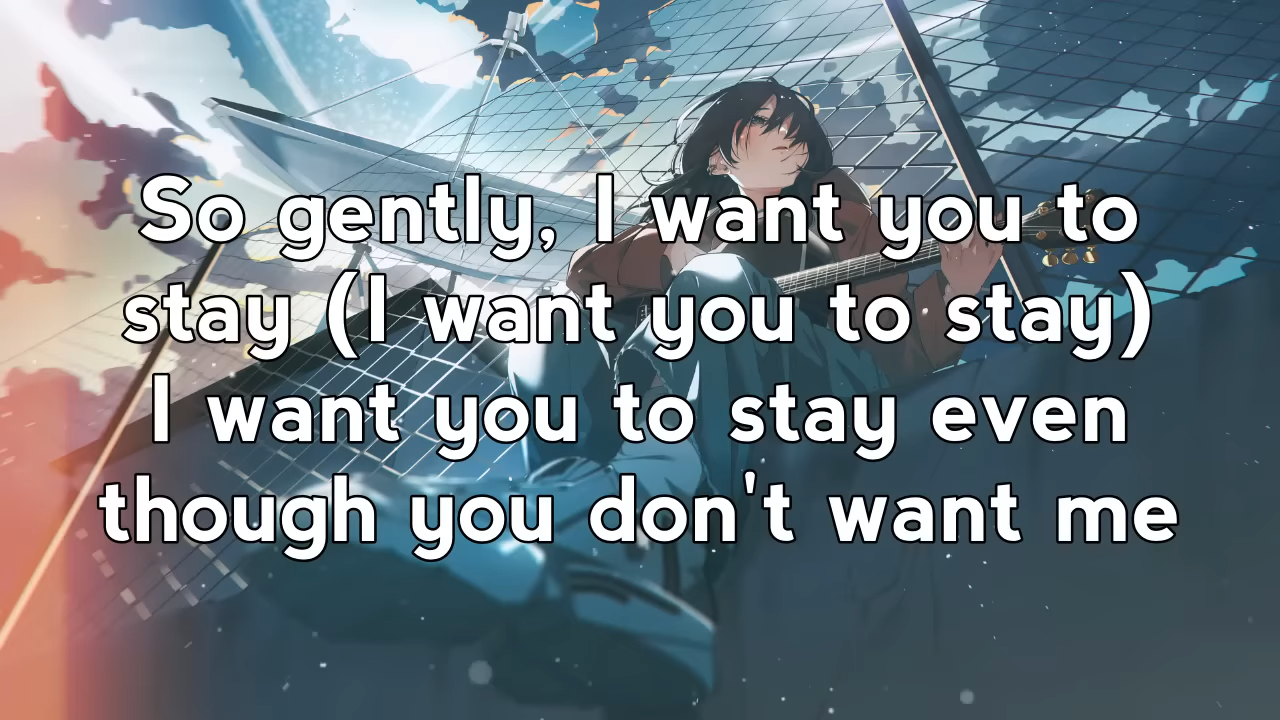 So gently, I want you to
stay (I want you to stay)
I want you to stay even
though you don't want me